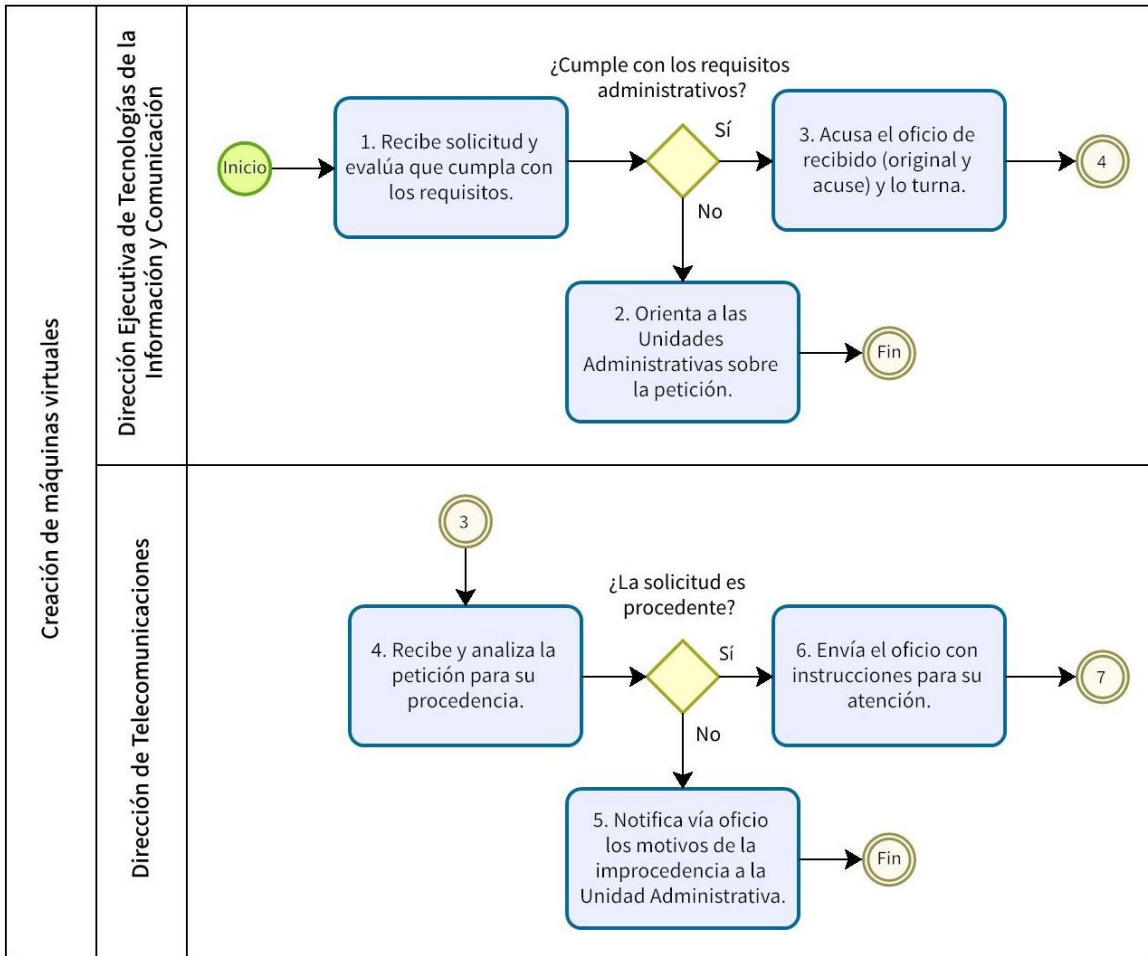 Creación de máquinas virtuales
Dirección Ejecutiva de Tecnologías de la
Información y Comunicación
Inicio
1. Recibe solicitud y
evalúa que cumpla con
los requisitos.
¿Cumple con los requisitos
administrativos?
Sí
No
3. Acusa el oficio de
recibido (original y
acuse) y lo turna.
4
2. Orienta a las
Unidades
Administrativas sobre
la petición.
Fin
Dirección de Telecomunicaciones
3
4. Recibe y analiza la
petición para su
procedencia.
¿La solicitud es
procedente?
Sí
No
6. Envía el oficio con
instrucciones para su
atención.
7
5. Notifica vía oficio
los motivos de la
improcedencia a la
Unidad Administrativa.
Fin